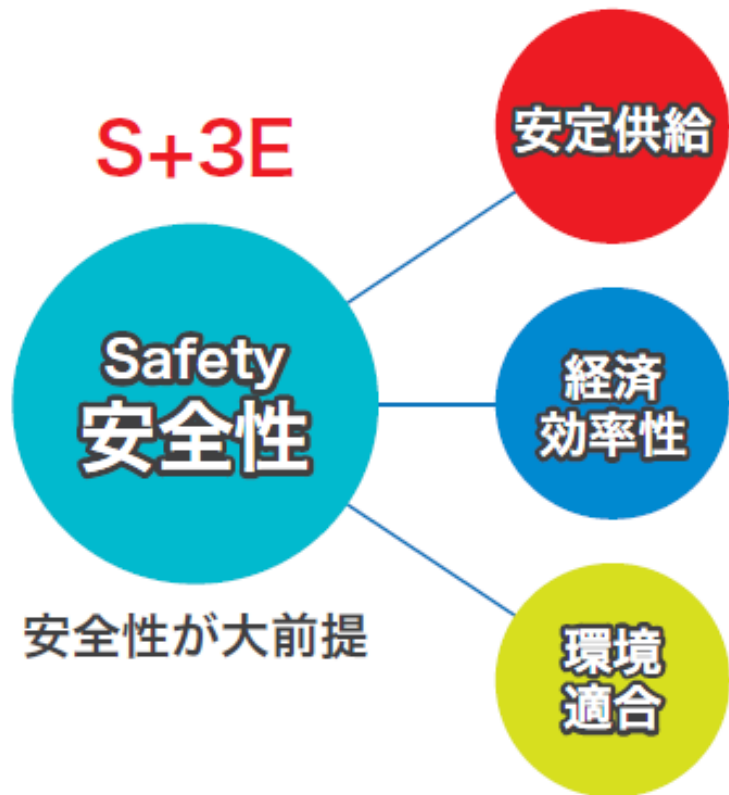 S+3E
Safety
安全性
安全性が大前提
安定供給
経済
効率性
環境
適合